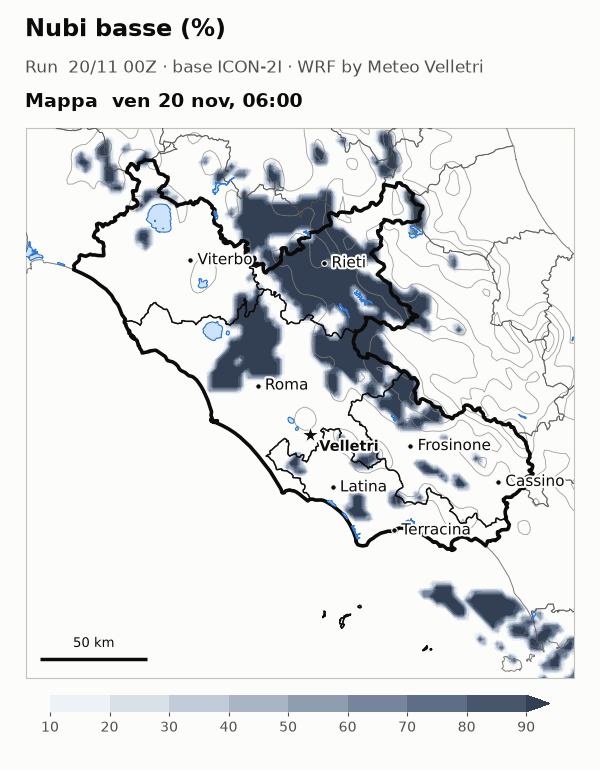 Nubi basse (%)
Run  20/11 00Z · base ICON-2I · WRF by Meteo Velletri
Mappa  ven 20 nov, 06:00
Viterbo
Rieti
Roma
Velletri
Frosinone
Latina
Cassino
Terracina
50 km
10 20 30 40 50 60 70 80 90